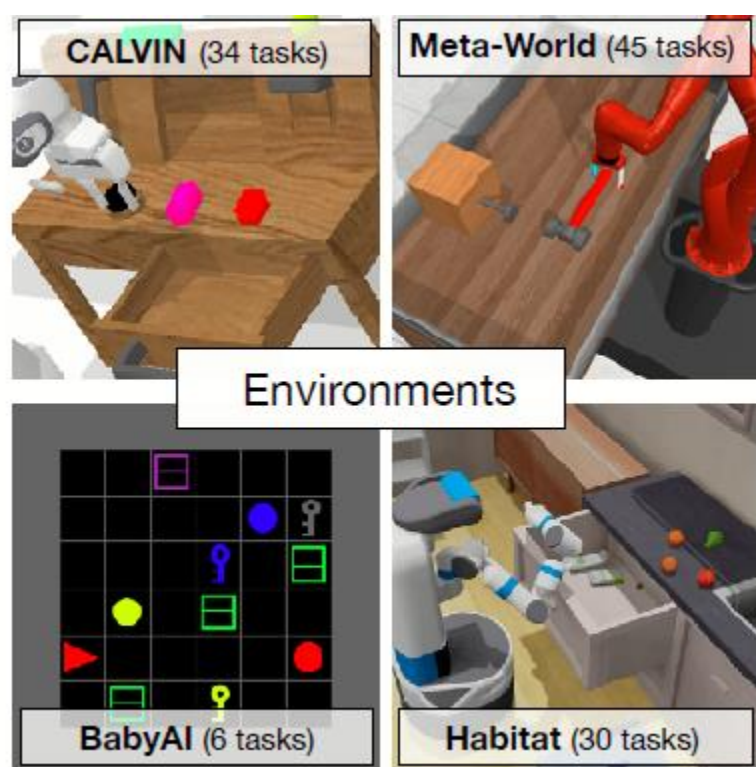 CALVIN (34 tasks)
Meta-World (45 tasks)
Environments
BabyAI (6 tasks)
Habitat (30 tasks)